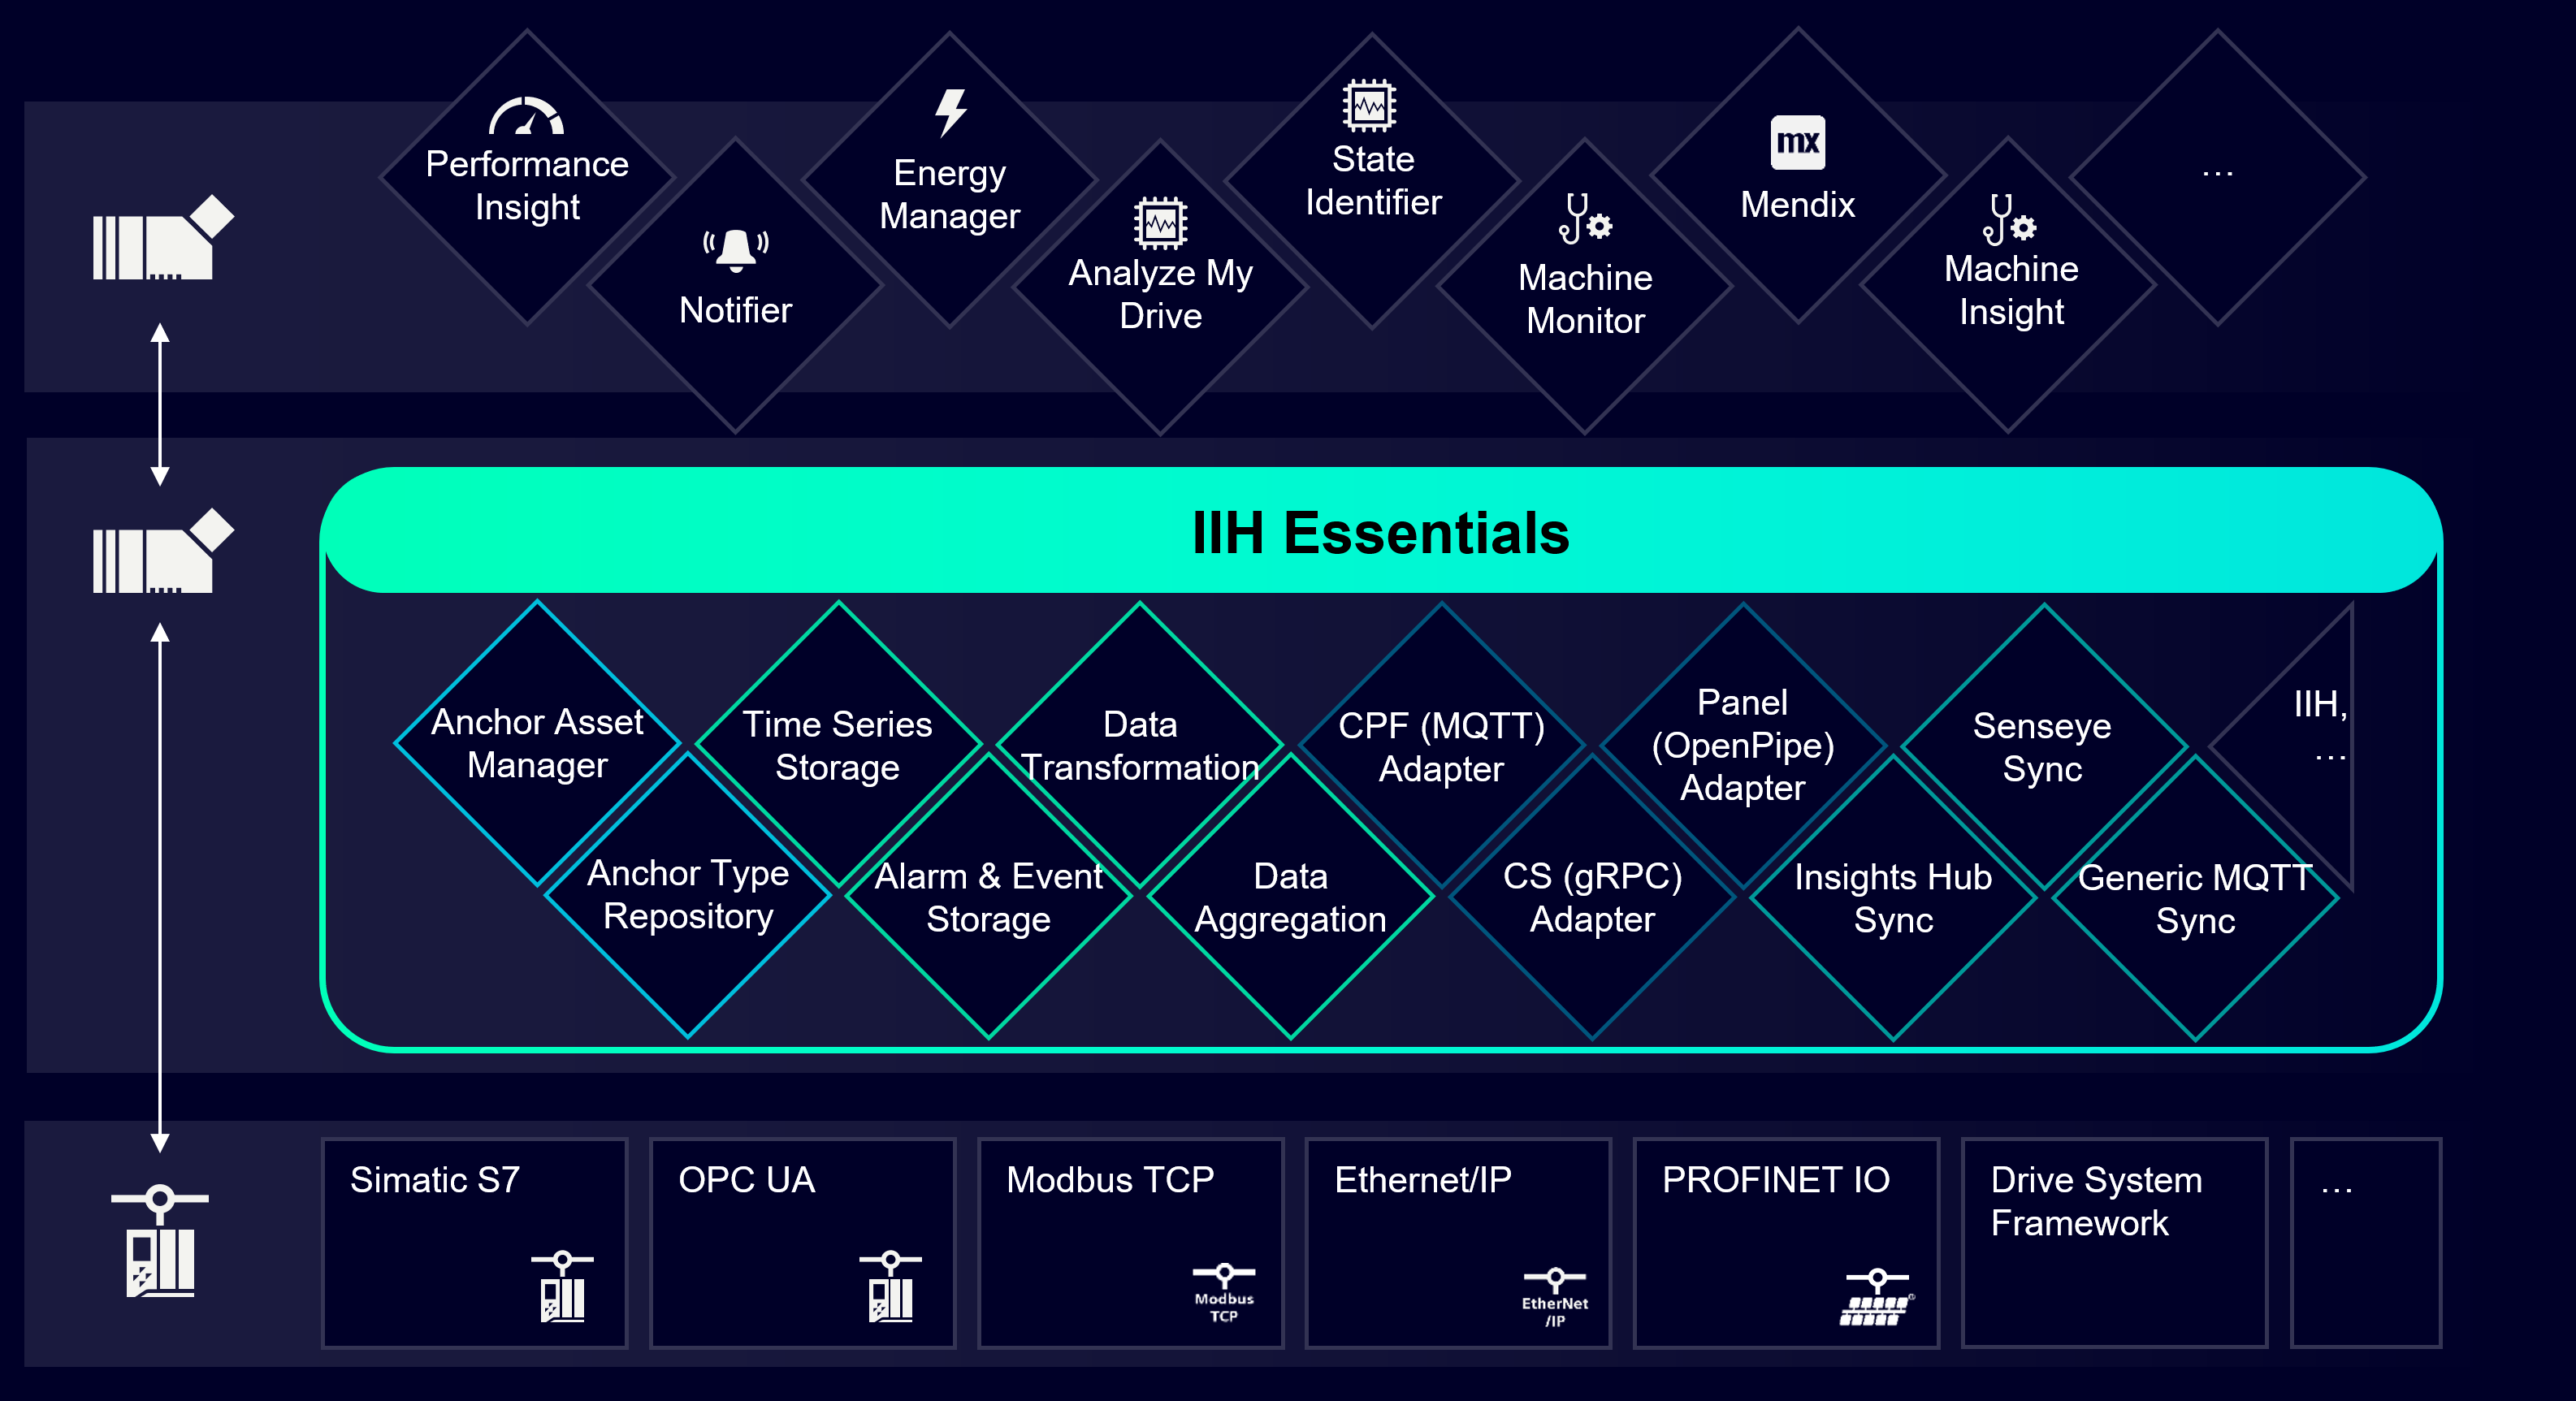 Performance
Insight
Notifier
Energy
Manager
Analyze My
Drive
State
Identifier
Machine
Monitor
mx
Mendix
Machine
Insight
...
IIH Essentials
Anchor Asset
Manager
Anchor Type
Repository
Time Series
Storage
Alarm & Event
Storage
Data
Transformation
Data
Aggregation
CPF (MQTT)
Adapter
CS (gRPC)
Adapter
Panel
(OpenPipe)
Adapter
Insights Hub
Sync
Senseye
Sync
Generic MQTT
Sync
IIH,
...
Simatic S7
OPC UA
Modbus TCP
Modbus
TCP
Ethernet/IP
EtherNet
/IP
PROFINET IO
®
Drive System
Framework
...